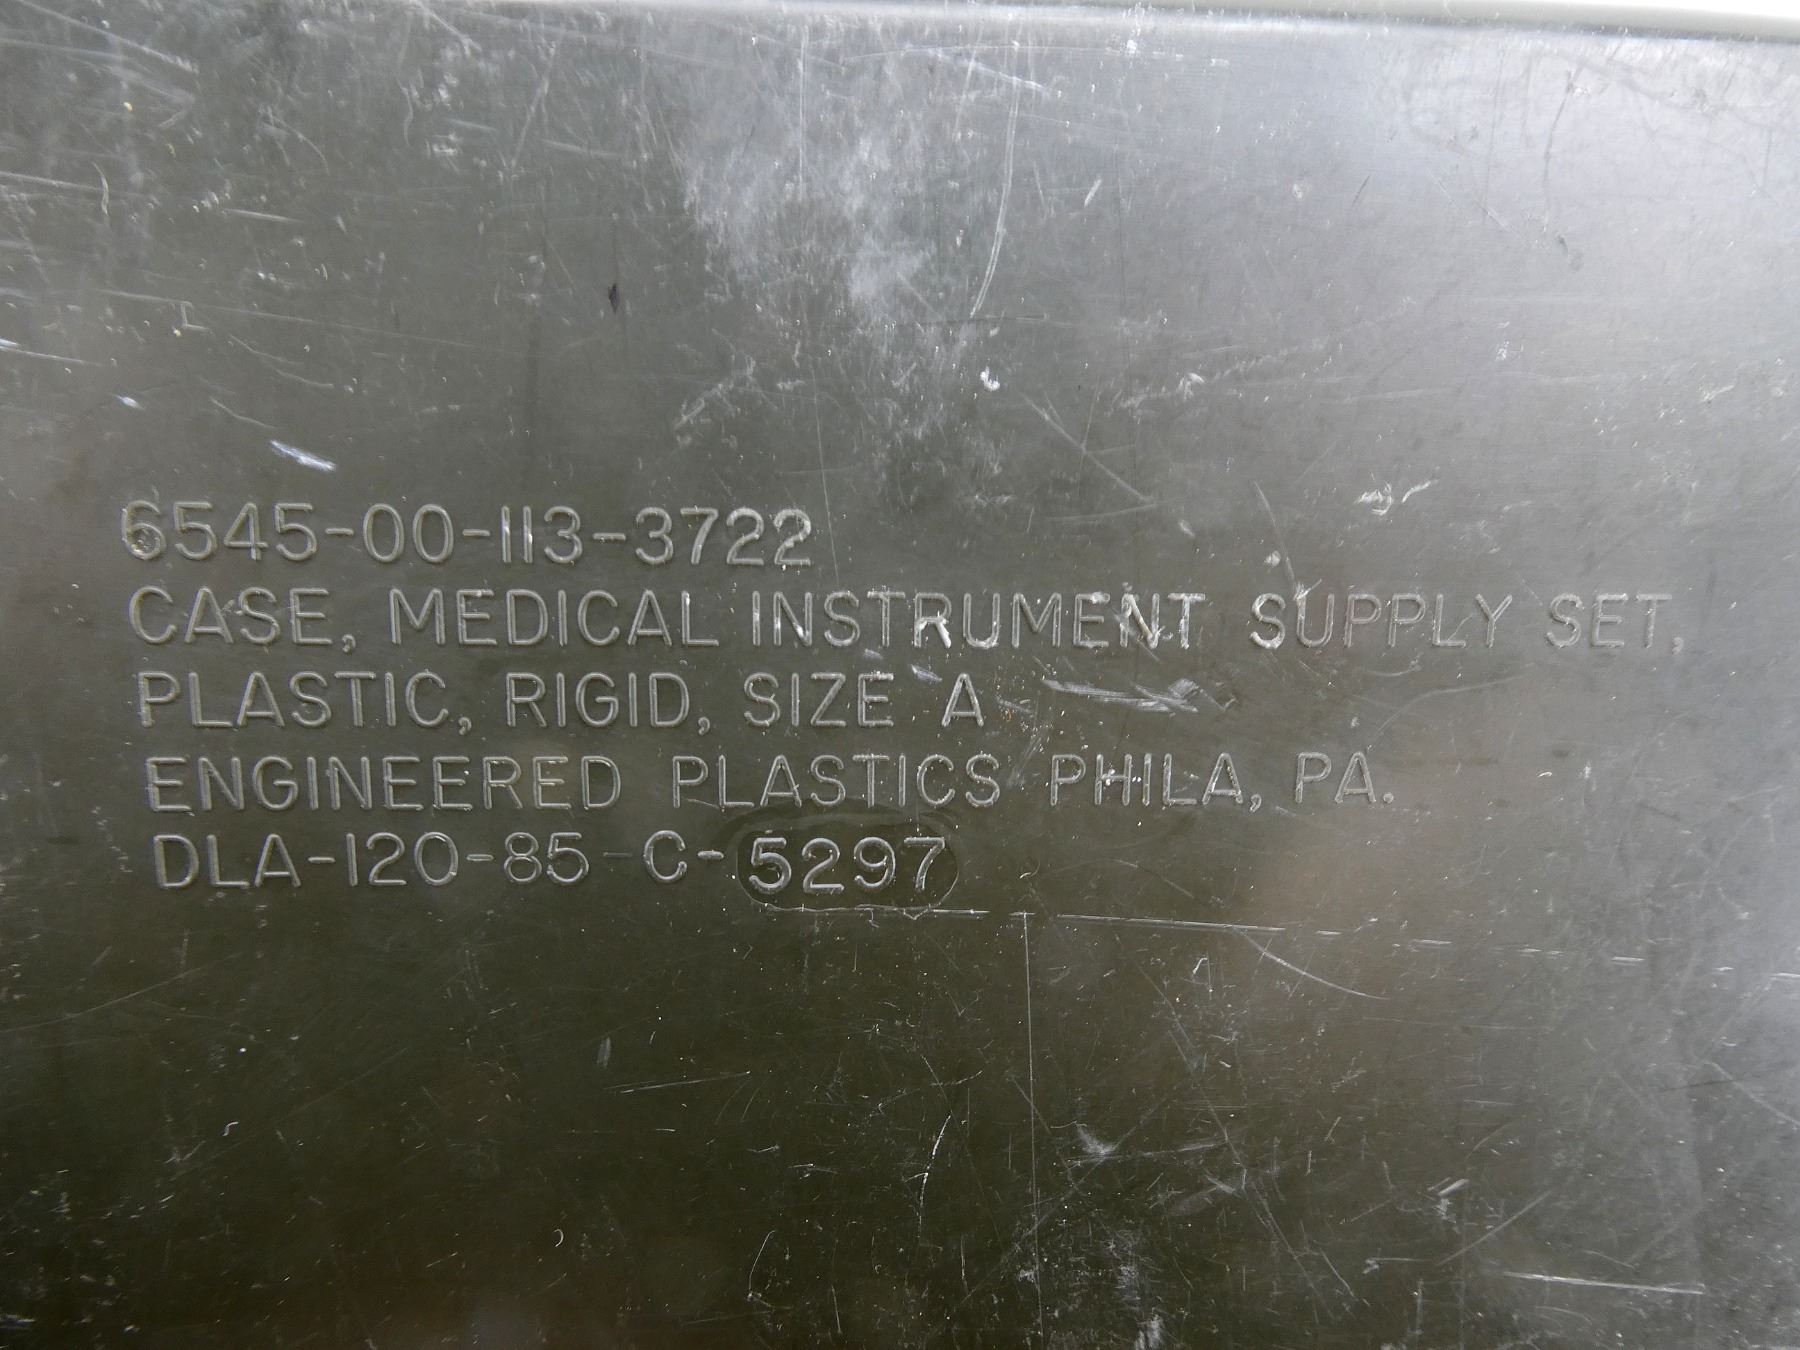 6545-00-113-3722
CASE, MEDICAL INSTRUMENT SUPPLY SET,
PLASTIC, RIGID, SIZE A
ENGINEERED PLASTICS PHILA, PA.
DLA-120-85-C-5297